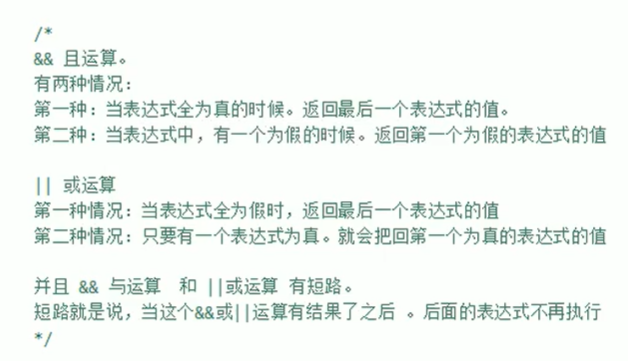 /*
&& 且运算。
有两种情况：
第一种：当表达式全为真的时候。返回最后一个表达式的值。
第二种：当表达式中，有一个为假的时候。返回第一个为假的表达式的值
|| 或运算
第一种情况：当表达式全为假时，返回最后一个表达式的值
第二种情况：只要有一个表达式为真。就会把回第一个为真的表达式的值
并且 && 与运算 和 ||或运算 有短路。
短路就是说，当这个&&或||运算有结果了之后 。后面的表达式不再执行
*/